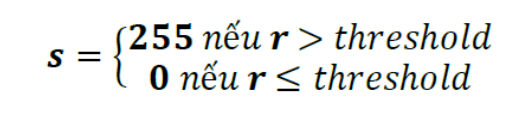 s = { 255 nếu r > threshold
0 nếu r ≤ threshold